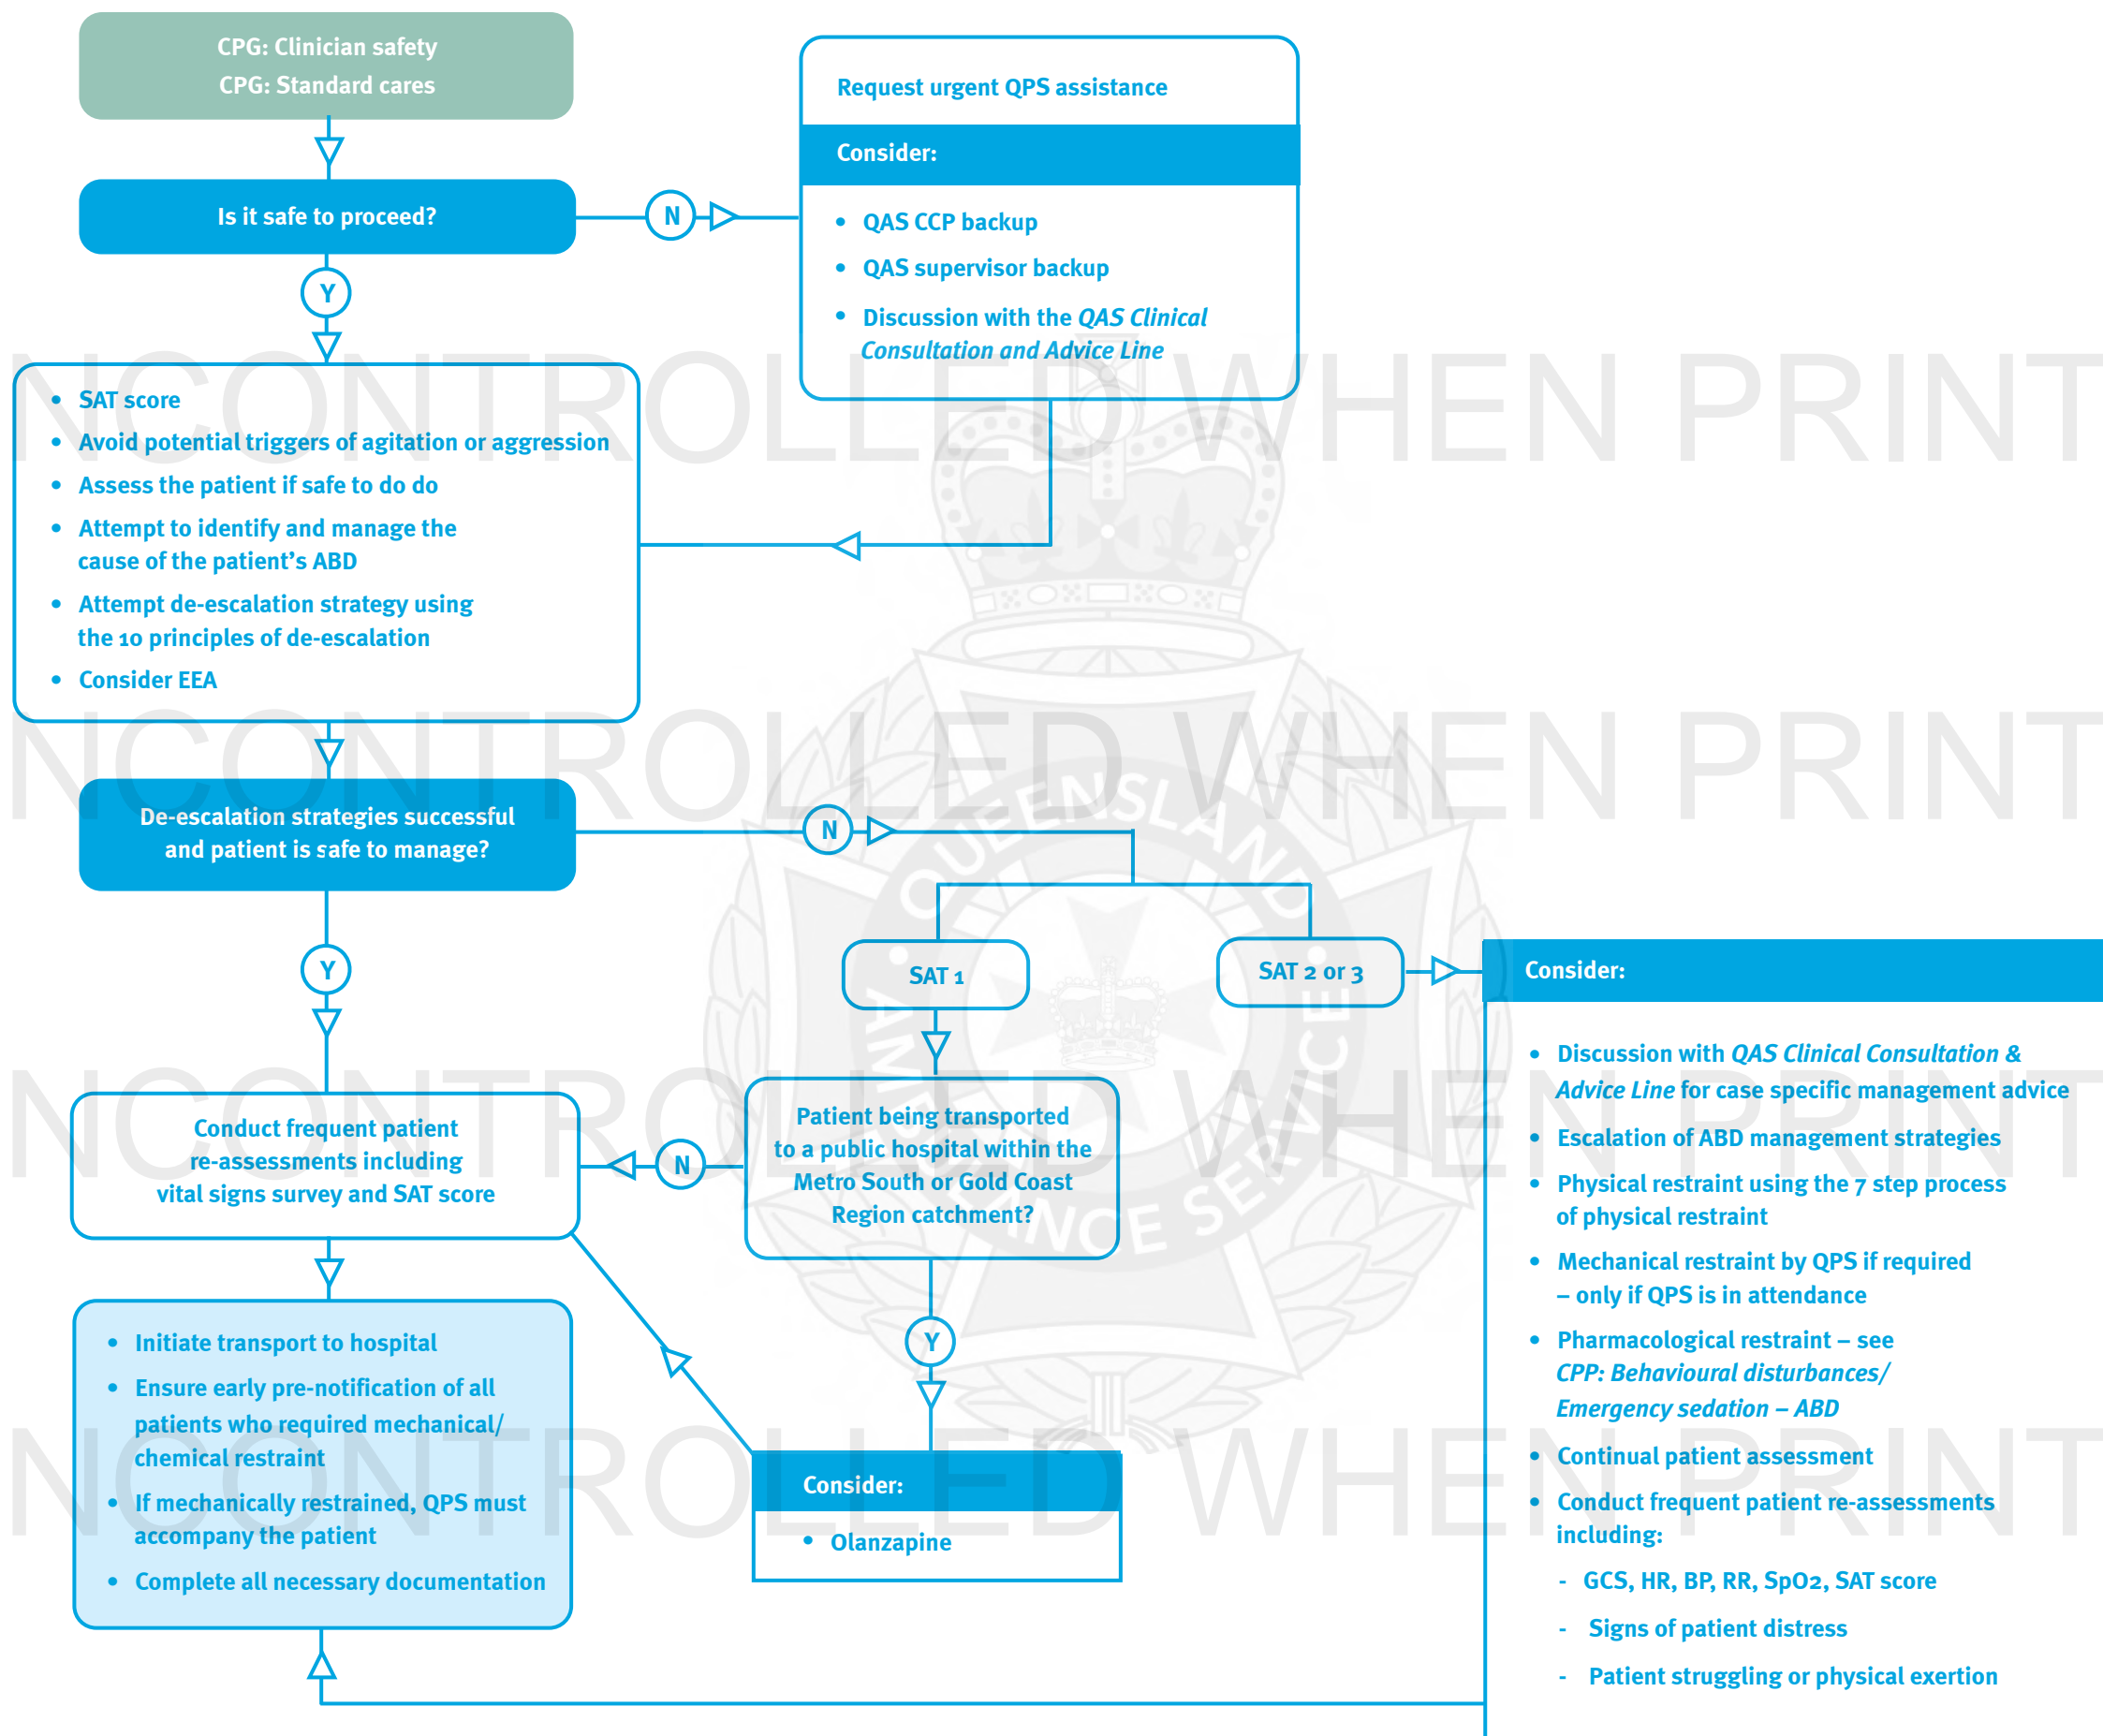 CPG: Clinician safety
CPG: Standard cares
Is it safe to proceed?
N
Request urgent QPS assistance
Consider:
• QAS CCP backup
• QAS supervisor backup
• Discussion with the QAS Clinical
Consultation and Advice Line
Y
• SAT score
• Avoid potential triggers of agitation or aggression
• Assess the patient if safe to do do
• Attempt to identify and manage the
cause of the patient's ABD
• Attempt de-escalation strategy using
the 10 principles of de-escalation
• Consider EEA
De-escalation strategies successful
and patient is safe to manage?
N
Y
SAT 1
SAT 2 or 3
Patient being transported
to a public hospital within the
Metro South or Gold Coast
Region catchment?
N
Y
Consider:
• Olanzapine
Conduct frequent patient
re-assessments including
vital signs survey and SAT score
• Initiate transport to hospital
• Ensure early pre-notification of all
patients who required mechanical/
chemical restraint
• If mechanically restrained, QPS must
accompany the patient
• Complete all necessary documentation
Consider:
• Discussion with QAS Clinical Consultation &
Advice Line for case specific management advice
• Escalation of ABD management strategies
• Physical restraint using the 7 step process
of physical restraint
• Mechanical restraint by QPS if required
– only if QPS is in attendance
• Pharmacological restraint – see
CPP: Behavioural disturbances/
Emergency sedation – ABD
• Continual patient assessment
• Conduct frequent patient re-assessments
including:
- GCS, HR, BP, RR, SpO2, SAT score
- Signs of patient distress
- Patient struggling or physical exertion
NCONTROLLED WHEN PRINT
NCONTROLLED WHEN PRINT
NCONTROLLED WHEN PRINT
NCONTROLLED WHEN PRINT
QUEENSLAND
AMBULANCE SERVICE